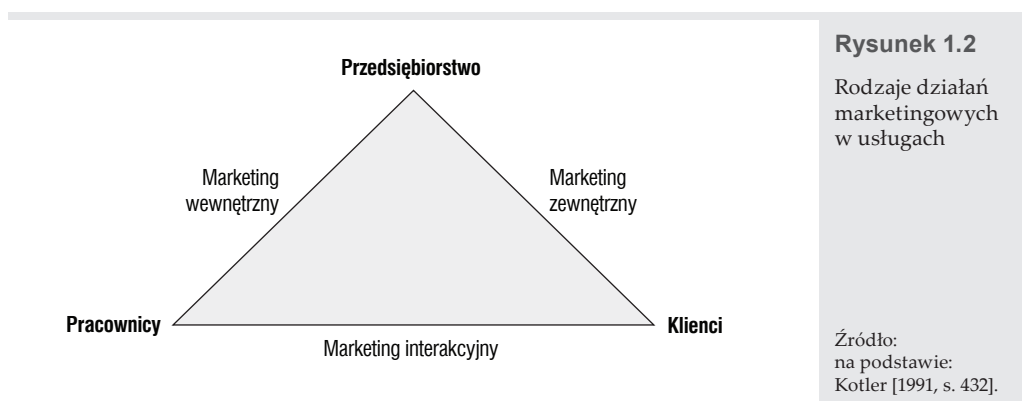 Przedsiębiorstwo
Marketing
wewnętrzny
Marketing
zewnętrzny
Pracownicy
Klienci
Marketing interakcyjny
Rysunek 1.2
Rodzaje działań
marketingowych
w usługach
Źródło:
na podstawie:
Kotler [1991, s. 432].